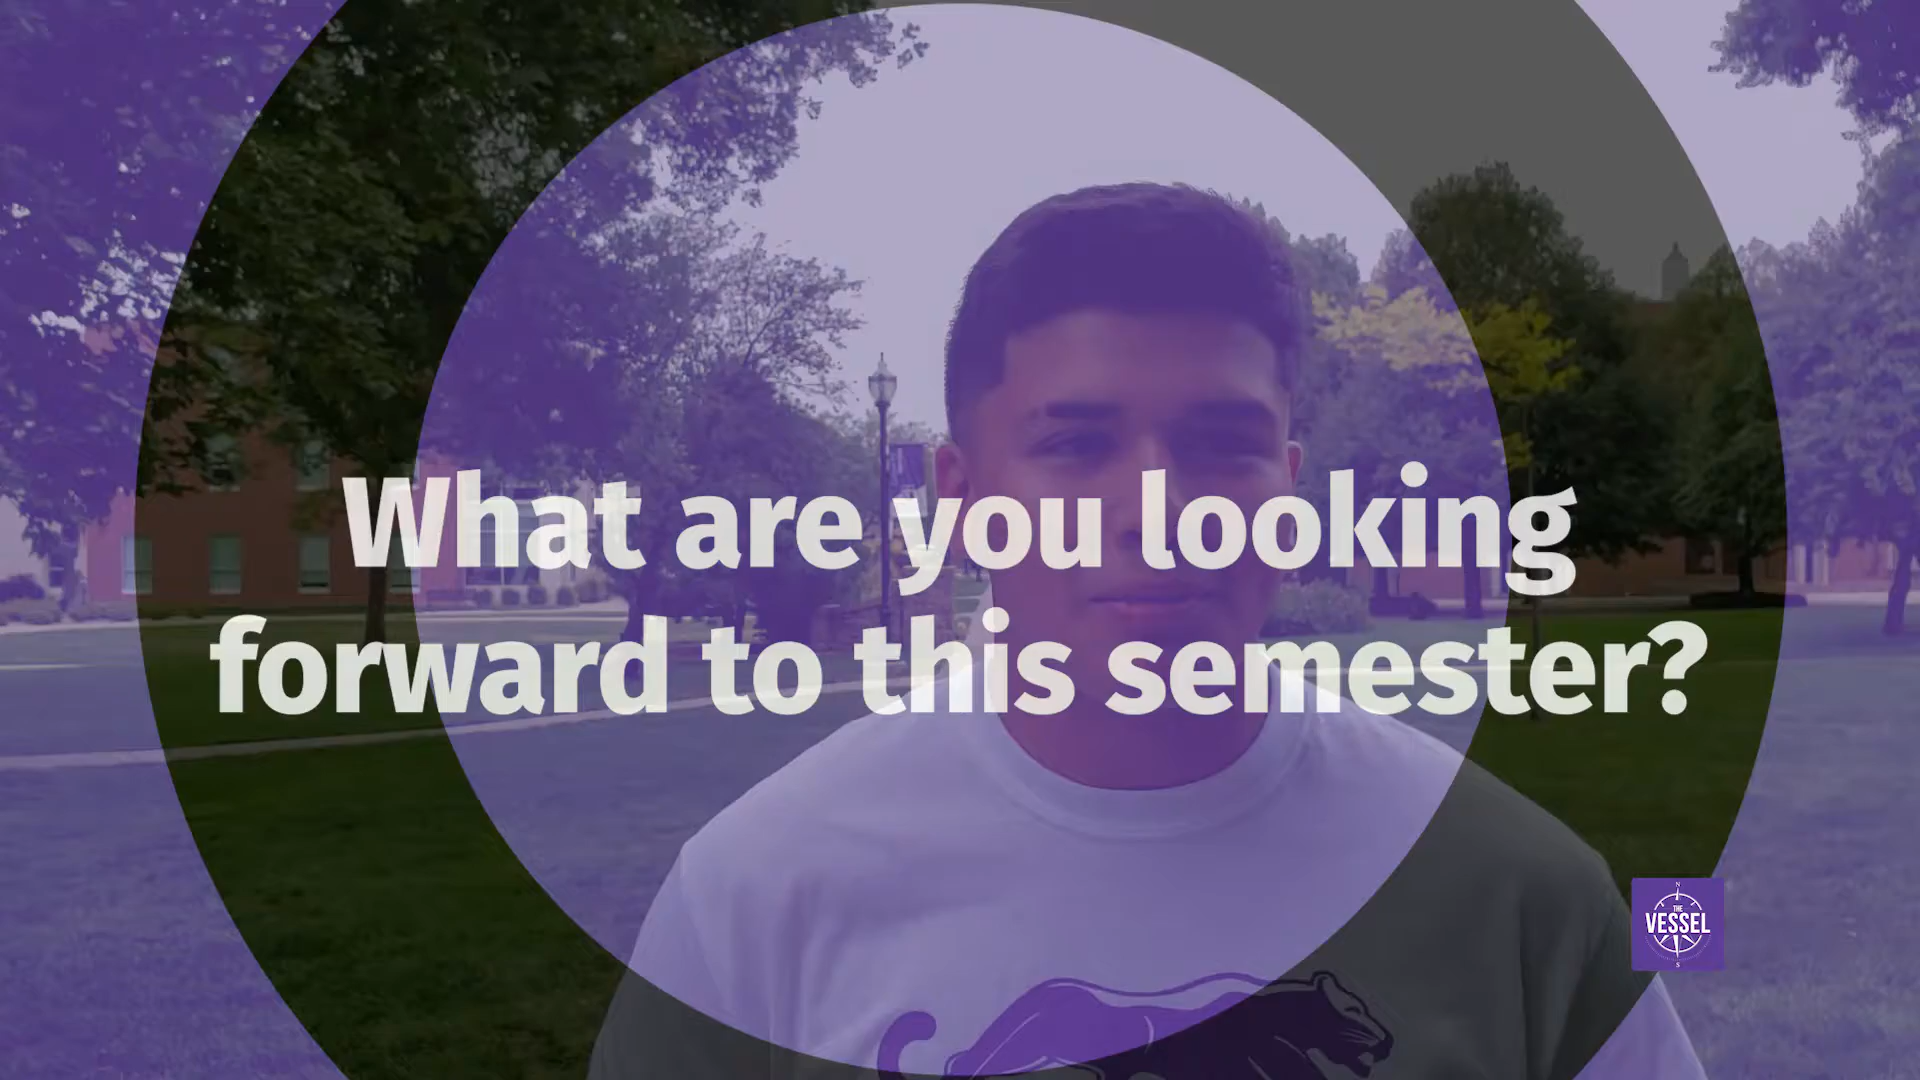 What are you looking
forward to this semester?
N
THE
VESSEL
S